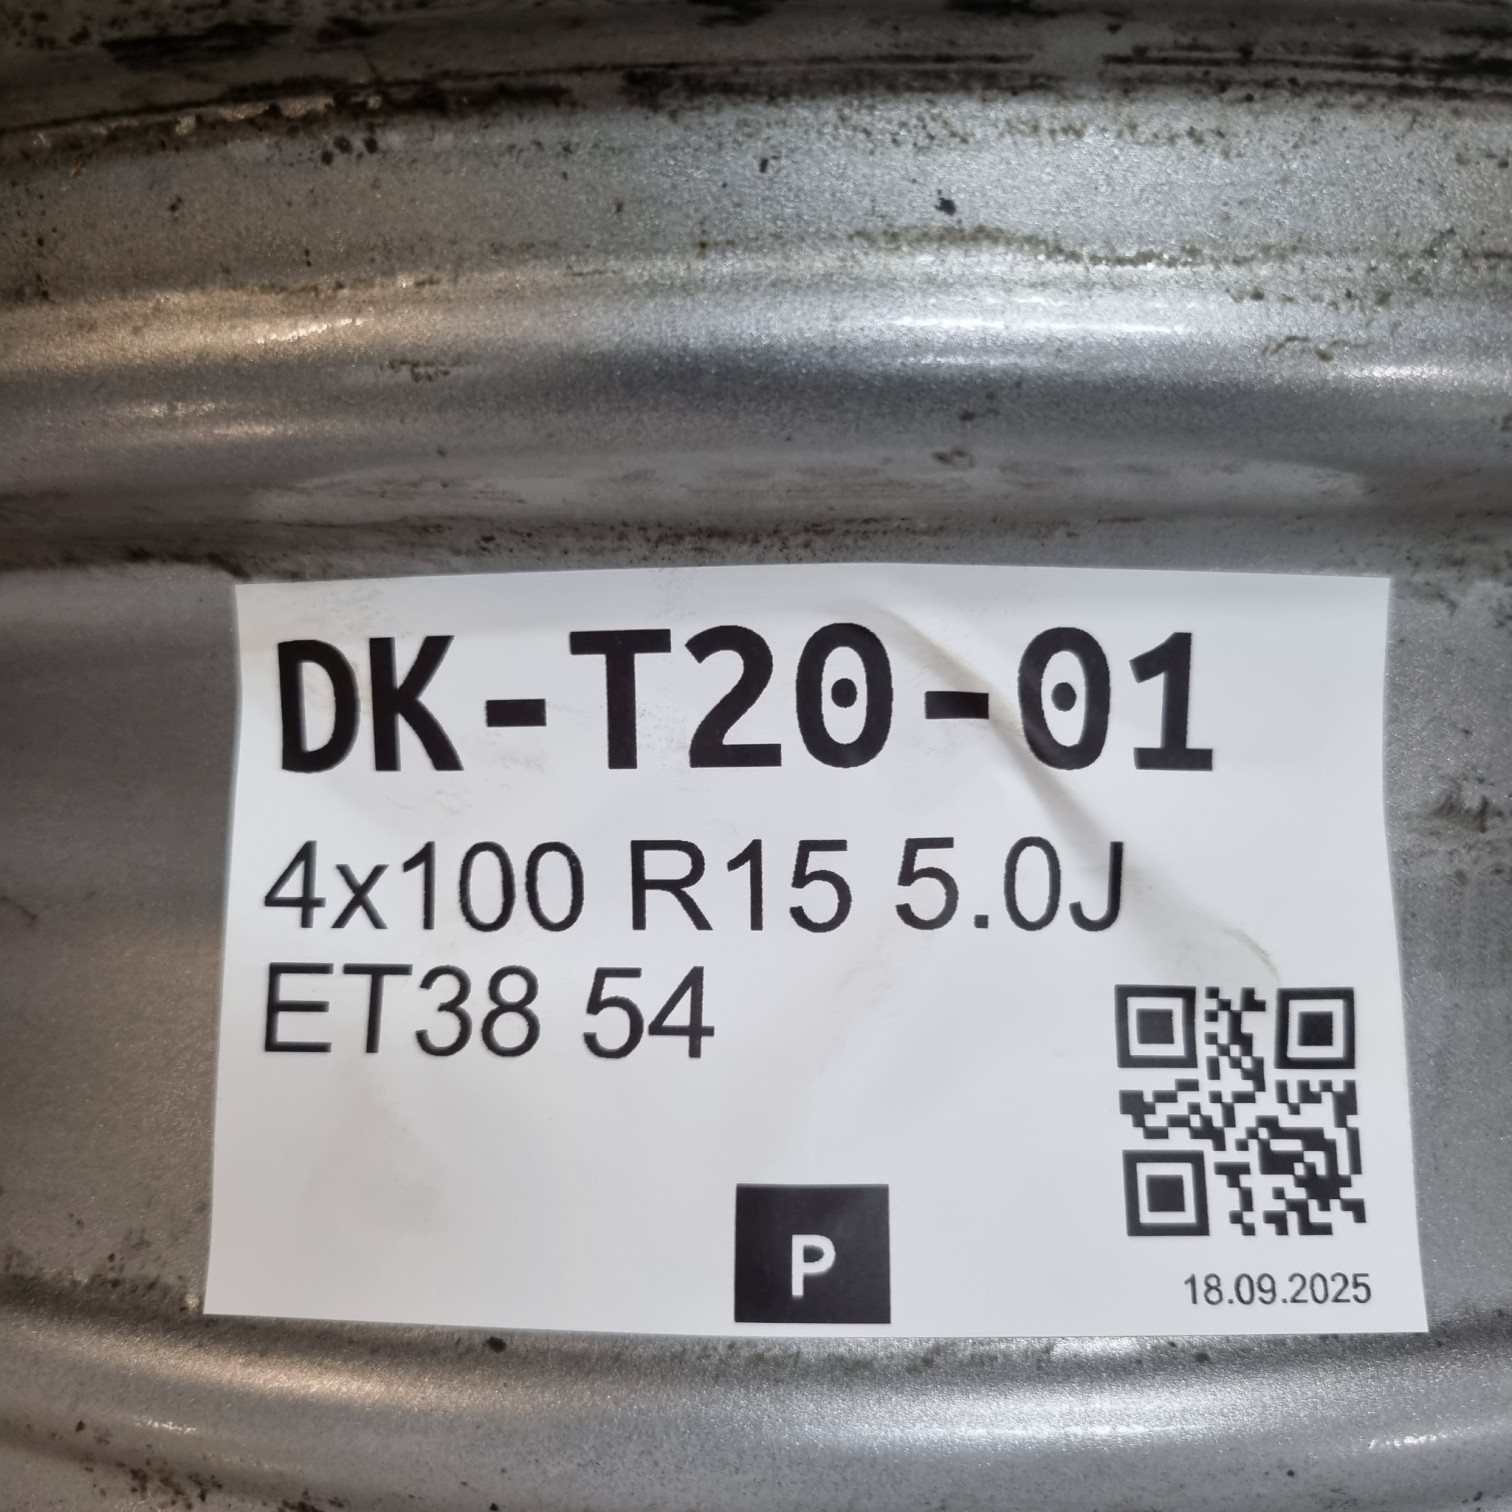 DK-T20-01
4x100 R15 5.0J
ET38 54
P
18.09.2025